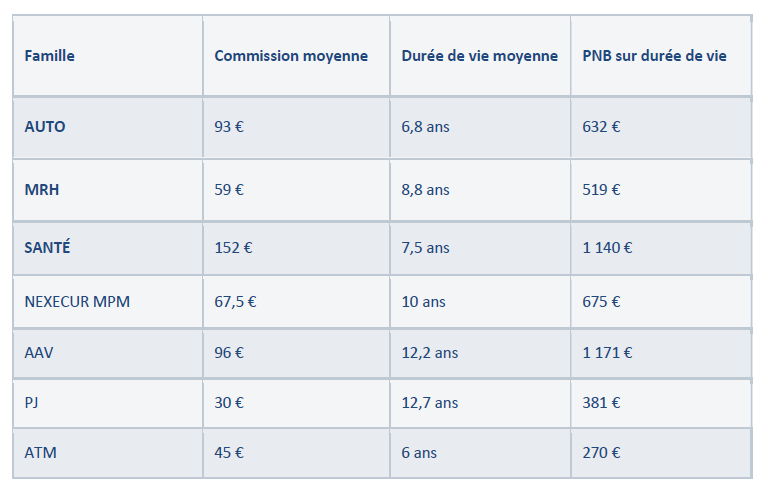 Famille Commission moyenne Durée de vie moyenne PNB sur durée de vie
AUTO 93 € 6,8 ans 632 €
MRH 59 € 8,8 ans 519 €
SANTÉ 152 € 7,5 ans 1 140 €
NEXECUR MPM 67,5 € 10 ans 675 €
AAV 96 € 12,2 ans 1 171 €
PJ 30 € 12,7 ans 381 €
ATM 45 € 6 ans 270 €